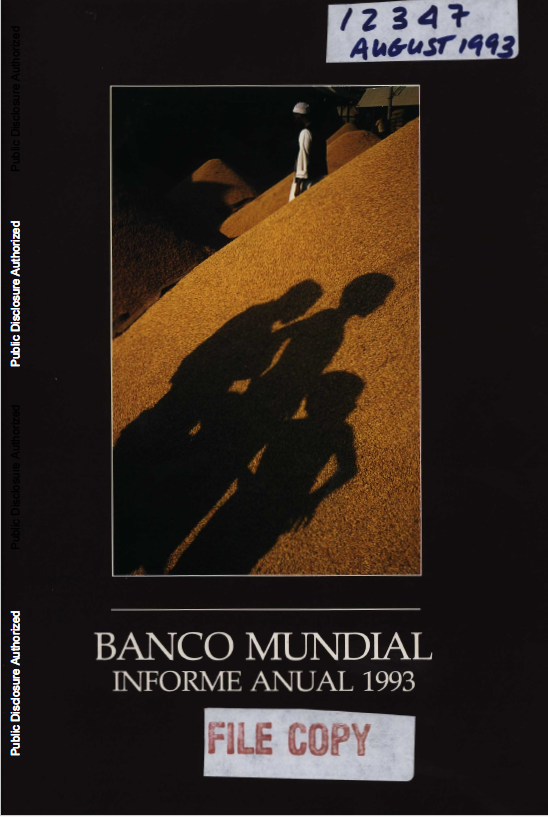 12347
AUGUST 1993
Public Disclosure Authorized
Public Disclosure Authorized
Public Disclosure Authorized
Public Disclosure Authorized
BANCO MUNDIAL
INFORME ANUAL 1993
FILE COPY